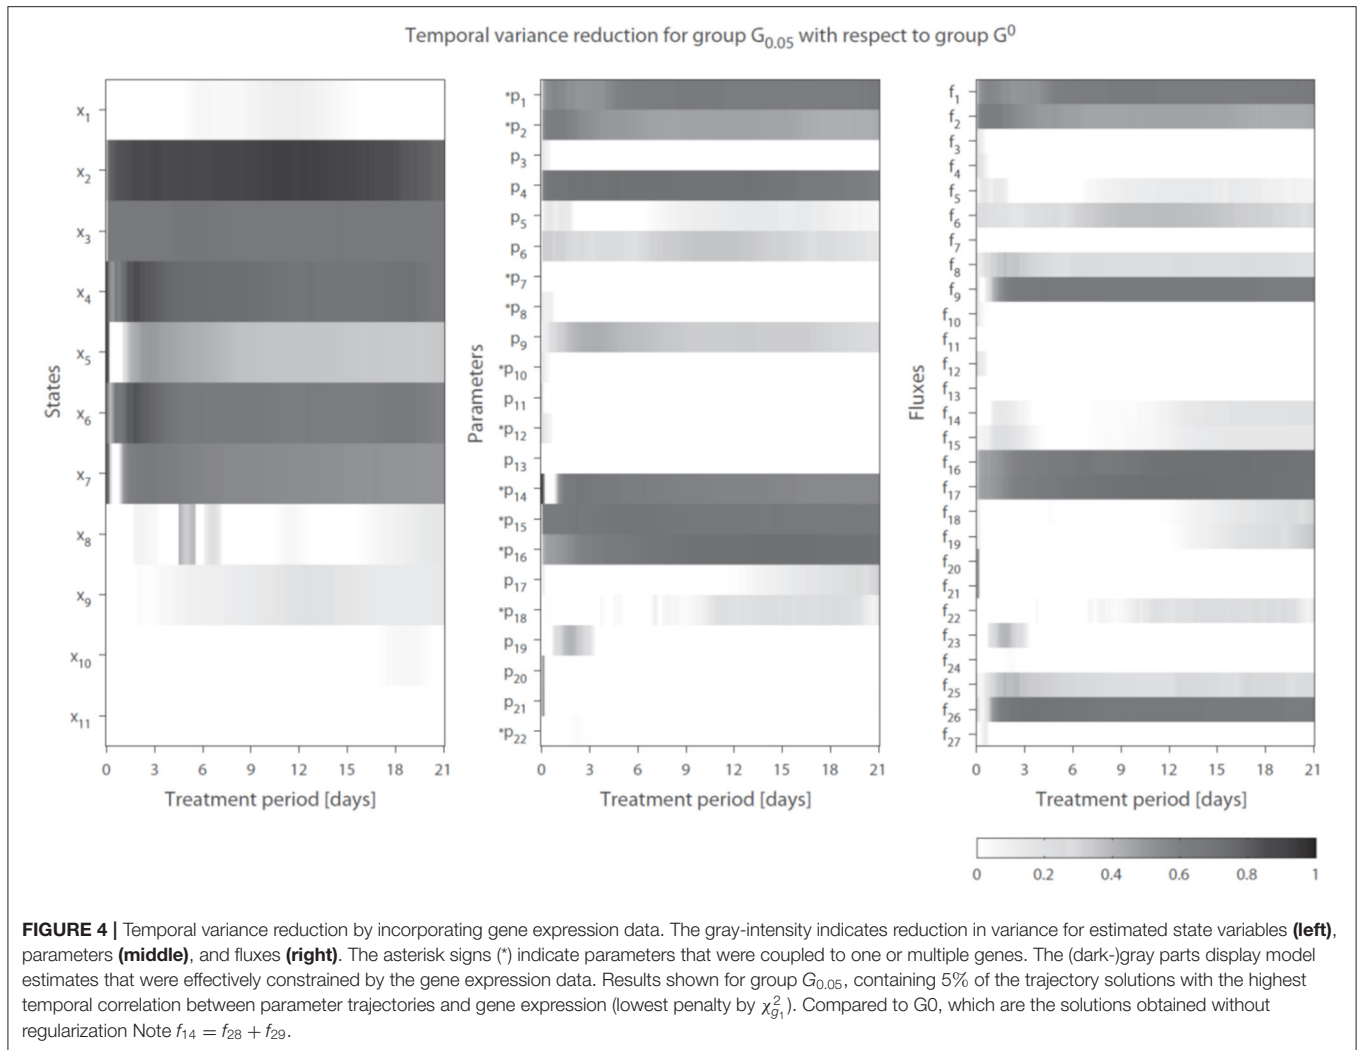 Temporal variance reduction for group G0.05 with respect to group G0
States
x1
x2
x3
x4
x5
x6
x7
x8
x9
x10
x11
0 3 6 9 12 15 18 21
Treatment period [days]
Parameters
*p1
*p2
p3
p4
p5
p6
*p7
*p8
p9
*p10
p11
*p12
p13
*p14
*p15
*p16
p17
*p18
p19
p20
p21
*p22
0 3 6 9 12 15 18 21
Treatment period [days]
Fluxes
f1
f2
f3
f4
f5
f6
f7
f8
f9
f10
f11
f12
f13
f14
f15
f16
f17
f18
f19
f20
f21
f22
f23
f24
f25
f26
f27
0 3 6 9 12 15 18 21
Treatment period [days]
0 0.2 0.4 0.6 0.8 1
FIGURE 4 | Temporal variance reduction by incorporating gene expression data. The gray-intensity indicates reduction in variance for estimated state variables (left),
parameters (middle), and fluxes (right). The asterisk signs (*) indicate parameters that were coupled to one or multiple genes. The (dark-)gray parts display model
estimates that were effectively constrained by the gene expression data. Results shown for group G0.05, containing 5% of the trajectory solutions with the highest
temporal correlation between parameter trajectories and gene expression (lowest penalty by χ²g1). Compared to G0, which are the solutions obtained without
regularization Note f14 = f28 + f29.